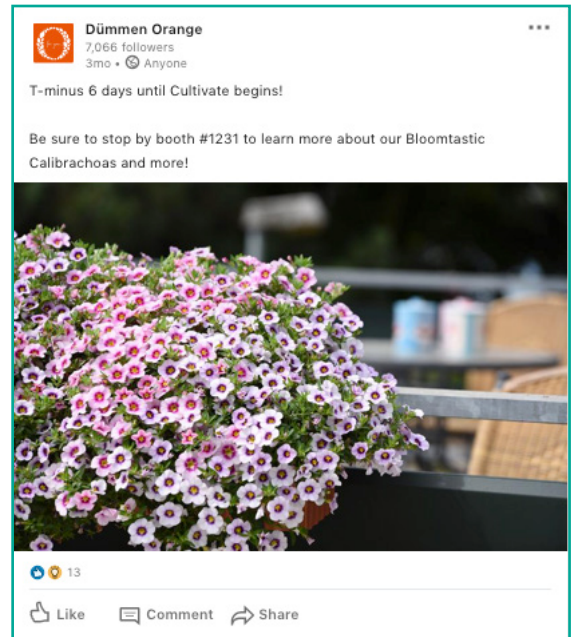 Dümmen Orange
7,066 followers
3mo • Anyone
T-minus 6 days until Cultivate begins!
Be sure to stop by booth #1231 to learn more about our Bloomtastic
Calibrachoas and more!
13
Like Comment Share